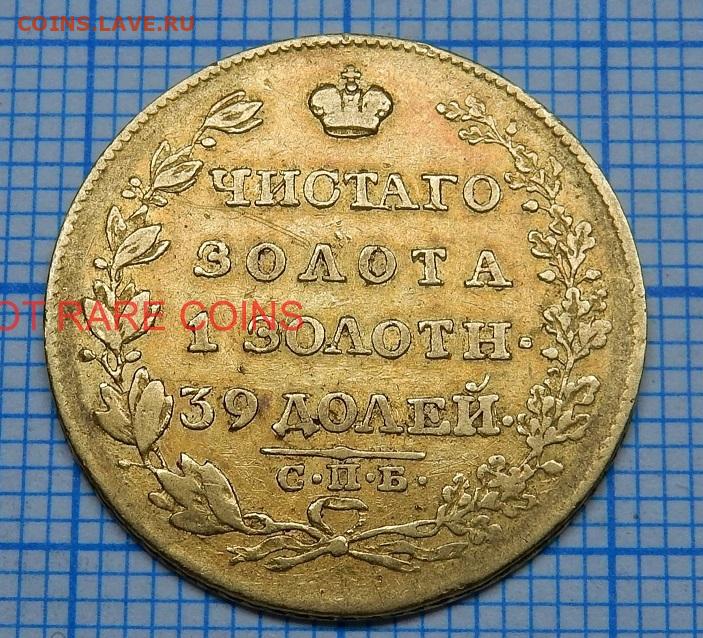 COINS.LAVE.RU
ЧИСТАГО
ЗОЛОТА
OT RARE COINS
1 ЗОЛОТН·
39 ДОЛЕЙ·
С·П·Б·